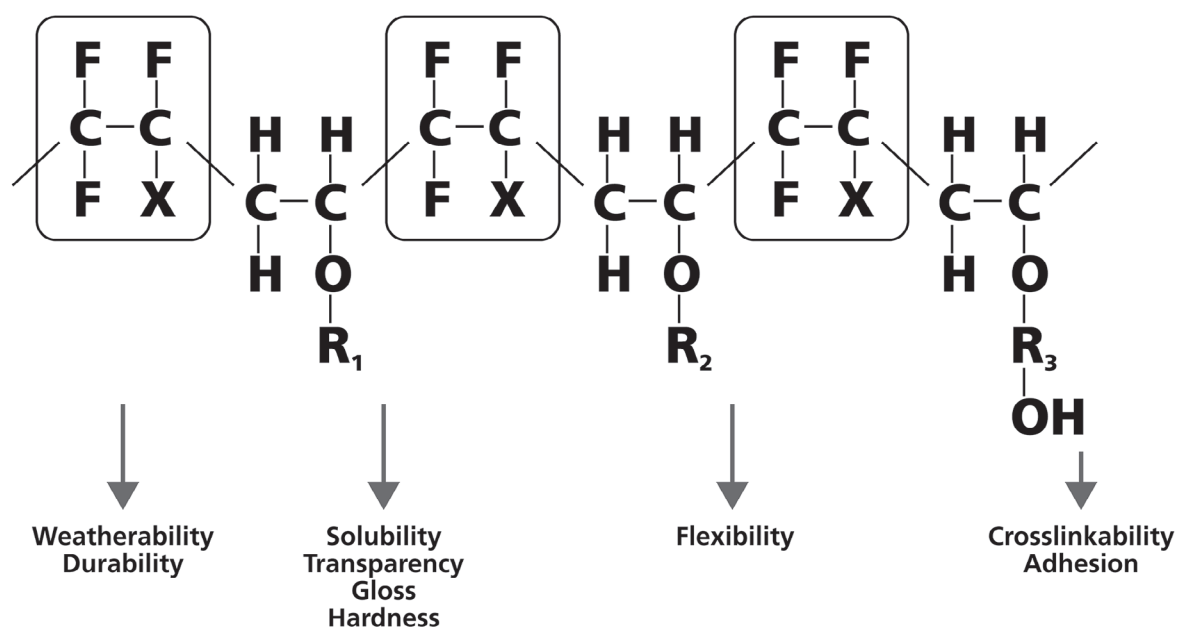 F F F F F F
C C H H C C H H C C H H
F X C C F X C C F X C C
H O H O H O
R1 R2 R3
OH
Weatherability Solubility Flexibility Crosslinkability
Durability Transparency Adhesion
Gloss
Hardness